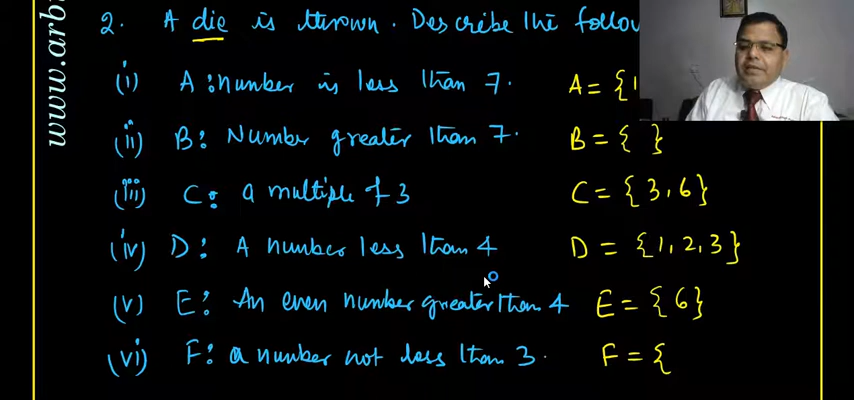 2. A die is thrown. Describe the follow
(i) A: number is less than 7. A = {1
(ii) B: Number greater than 7. B = { }
(iii) C: a multiple of 3 C = {3, 6}
(iv) D: A number less than 4 D = {1, 2, 3}
(v) E: An even number greater than 4 E = {6}
(vi) F: a number not less than 3. F = {
www.arb